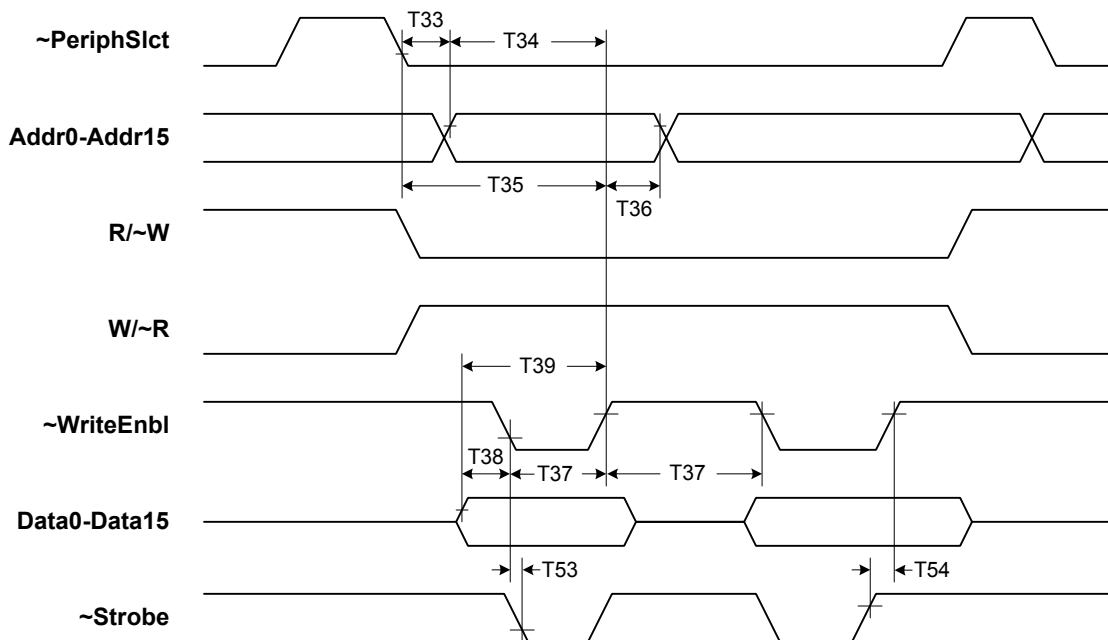 ~PeriphSlct
T33
T34
Addr0-Addr15
T35
T36
R/~W
W/~R
T39
~WriteEnbl
T38
T37
T37
Data0-Data15
T53
T54
~Strobe